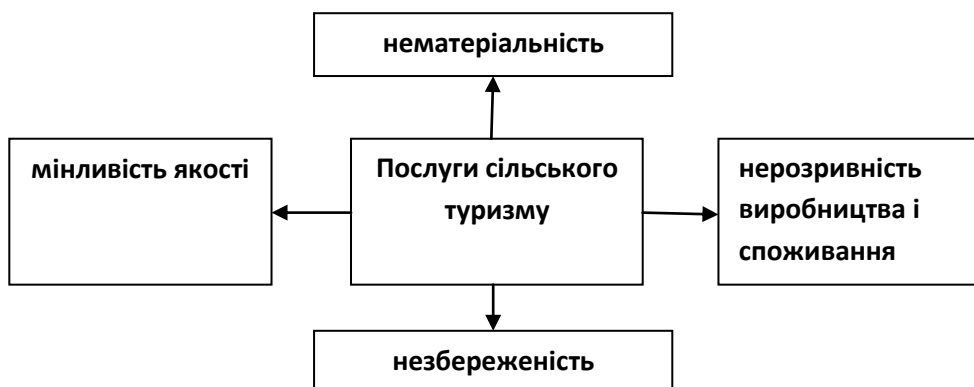 нематеріальність
мінливість якості
Послуги сільського
туризму
нерозривність
виробництва і
споживання
незбереженість